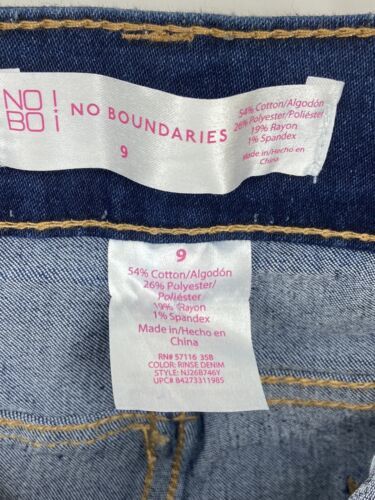 NO!
BO¡
NO BOUNDARIES
9
54% Cotton/Algodón
26% Polyester/Poliéster
19% Rayon
1% Spandex
Made in/Hecho en
China
9
54% Cotton/Algodón
26% Polyester/
Poliéster
19% Rayon
1% Spandex
Made in/Hecho en
China
RN# 57116 35B
COLOR: RINSE DENIM
STYLE: NJ26B746Y
UPC# 84273311985